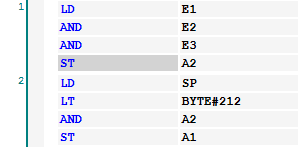 1 LD E1
AND E2
AND E3
ST A2
2 LD SP
LT BYTE#212
AND A2
ST A1